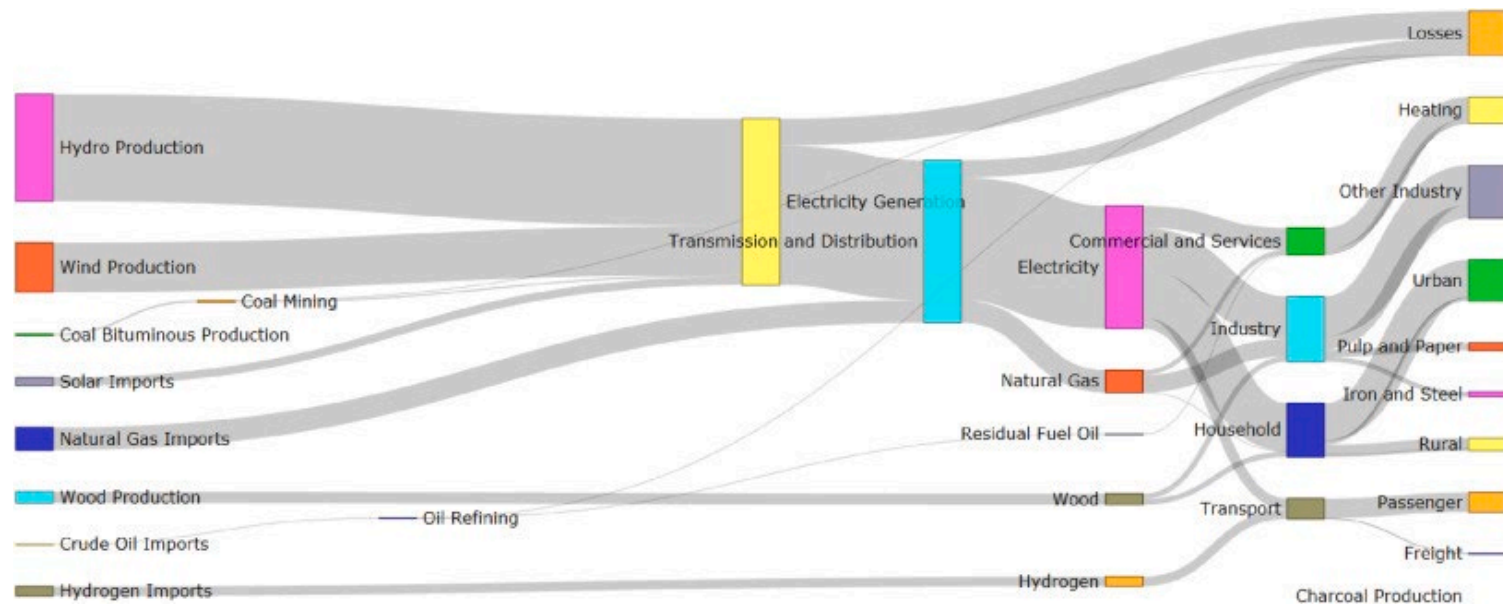 Losses
Heating
Hydro Production
Other Industry
Electricity Generation
Transmission and Distribution
Commercial and Services
Wind Production
Electricity
Urban
Coal Mining
Industry
Coal Bituminous Production
Pulp and Paper
Solar Imports
Natural Gas
Iron and Steel
Natural Gas Imports
Residual Fuel Oil
Household
Rural
Wood Production
Wood
Passenger
Transport
Oil Refining
Crude Oil Imports
Freight
Hydrogen Imports
Hydrogen
Charcoal Production